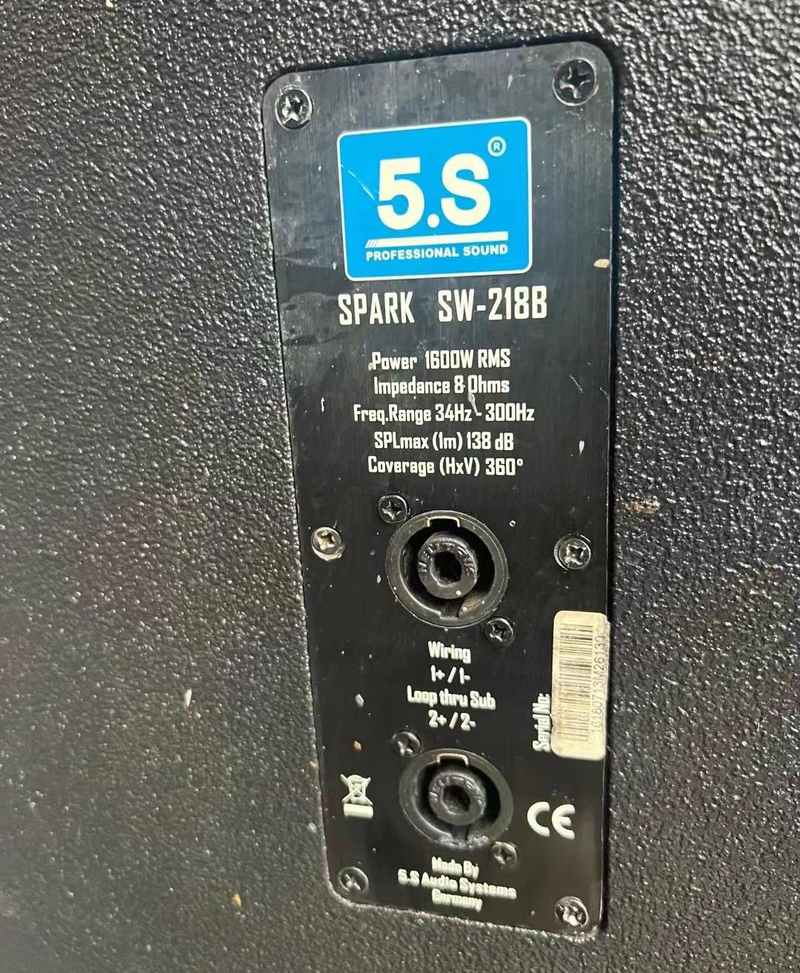 5.S®
PROFESSIONAL SOUND
SPARK SW-218B
Power 1600W RMS
Impedance 8 Ohms
Freq.Range 34Hz - 300Hz
SPLmax (1m) 138 dB
Coverage (HxV) 360°
Wiring
1+ / 1-
Loop thru Sub
2+ / 2-
Serial No:
CE
Made By
5.S Audio Systems
Germany